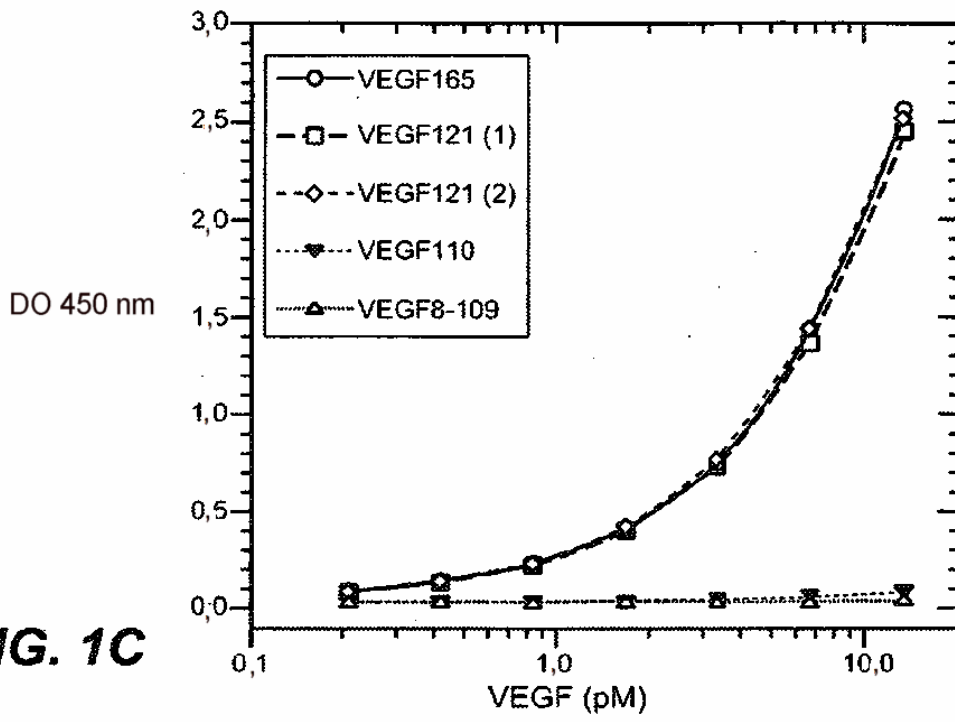 3,0
2,5
2,0
1,5
1,0
0,5
0,0
DO 450 nm
VEGF165
VEGF121 (1)
VEGF121 (2)
VEGF110
VEGF8-109
0,1
1,0
10,0
VEGF (pM)
IG. 1C